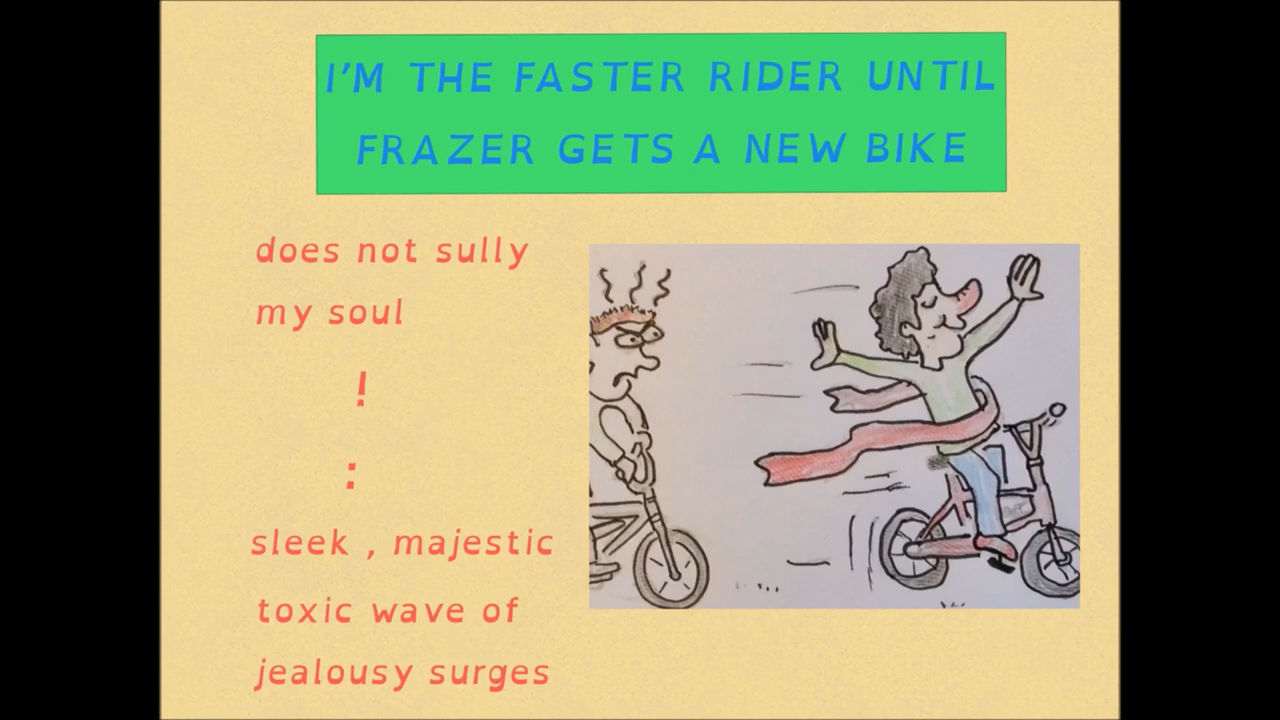 I'M THE FASTER RIDER UNTIL
FRAZER GETS A NEW BIKE
does not sully
my soul
!
:
sleek , majestic
toxic wave of
jealousy surges